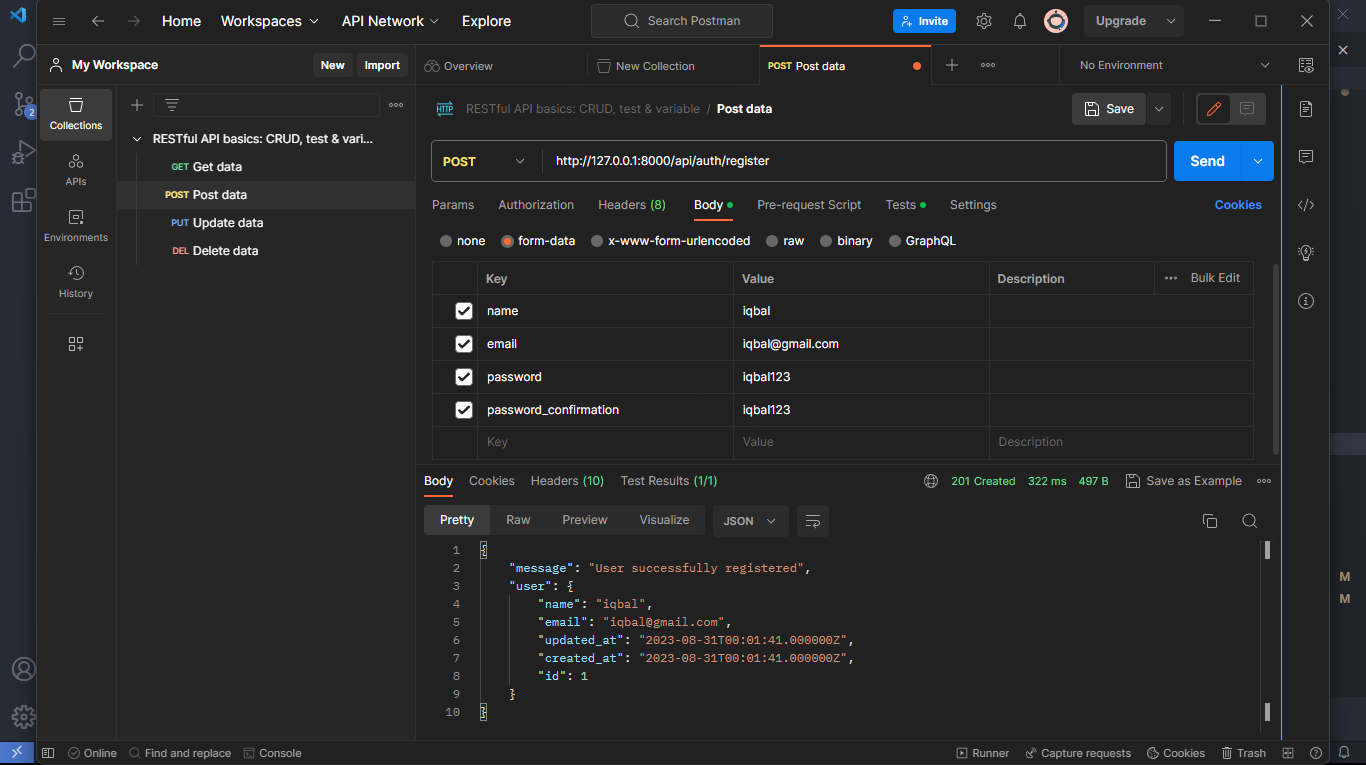 Home Workspaces API Network Explore Search Postman Invite Upgrade
My Workspace New Import Overview New Collection POST Post data No Environment
2
Collections
APIs
Environments
History
RESTful API basics: CRUD, test & vari...
GET Get data
POST Post data
PUT Update data
DEL Delete data
HTTP RESTful API basics: CRUD, test & variable / Post data Save
POST http://127.0.0.1:8000/api/auth/register Send
Params Authorization Headers (8) Body Pre-request Script Tests Settings Cookies
none form-data x-www-form-urlencoded raw binary GraphQL
Key Value Description Bulk Edit
name iqbal
email iqbal@gmail.com
password iqbal123
password_confirmation iqbal123
Key Value Description
Body Cookies Headers (10) Test Results (1/1) 201 Created 322 ms 497 B Save as Example
Pretty Raw Preview Visualize JSON
1 {
2 "message": "User successfully registered",
3 "user": {
4 "name": "iqbal",
5 "email": "iqbal@gmail.com",
6 "updated_at": "2023-08-31T00:01:41.000000Z",
7 "created_at": "2023-08-31T00:01:41.000000Z",
8 "id": 1
9 }
10 }
M
M
Online Find and replace Console Runner Capture requests Cookies Trash